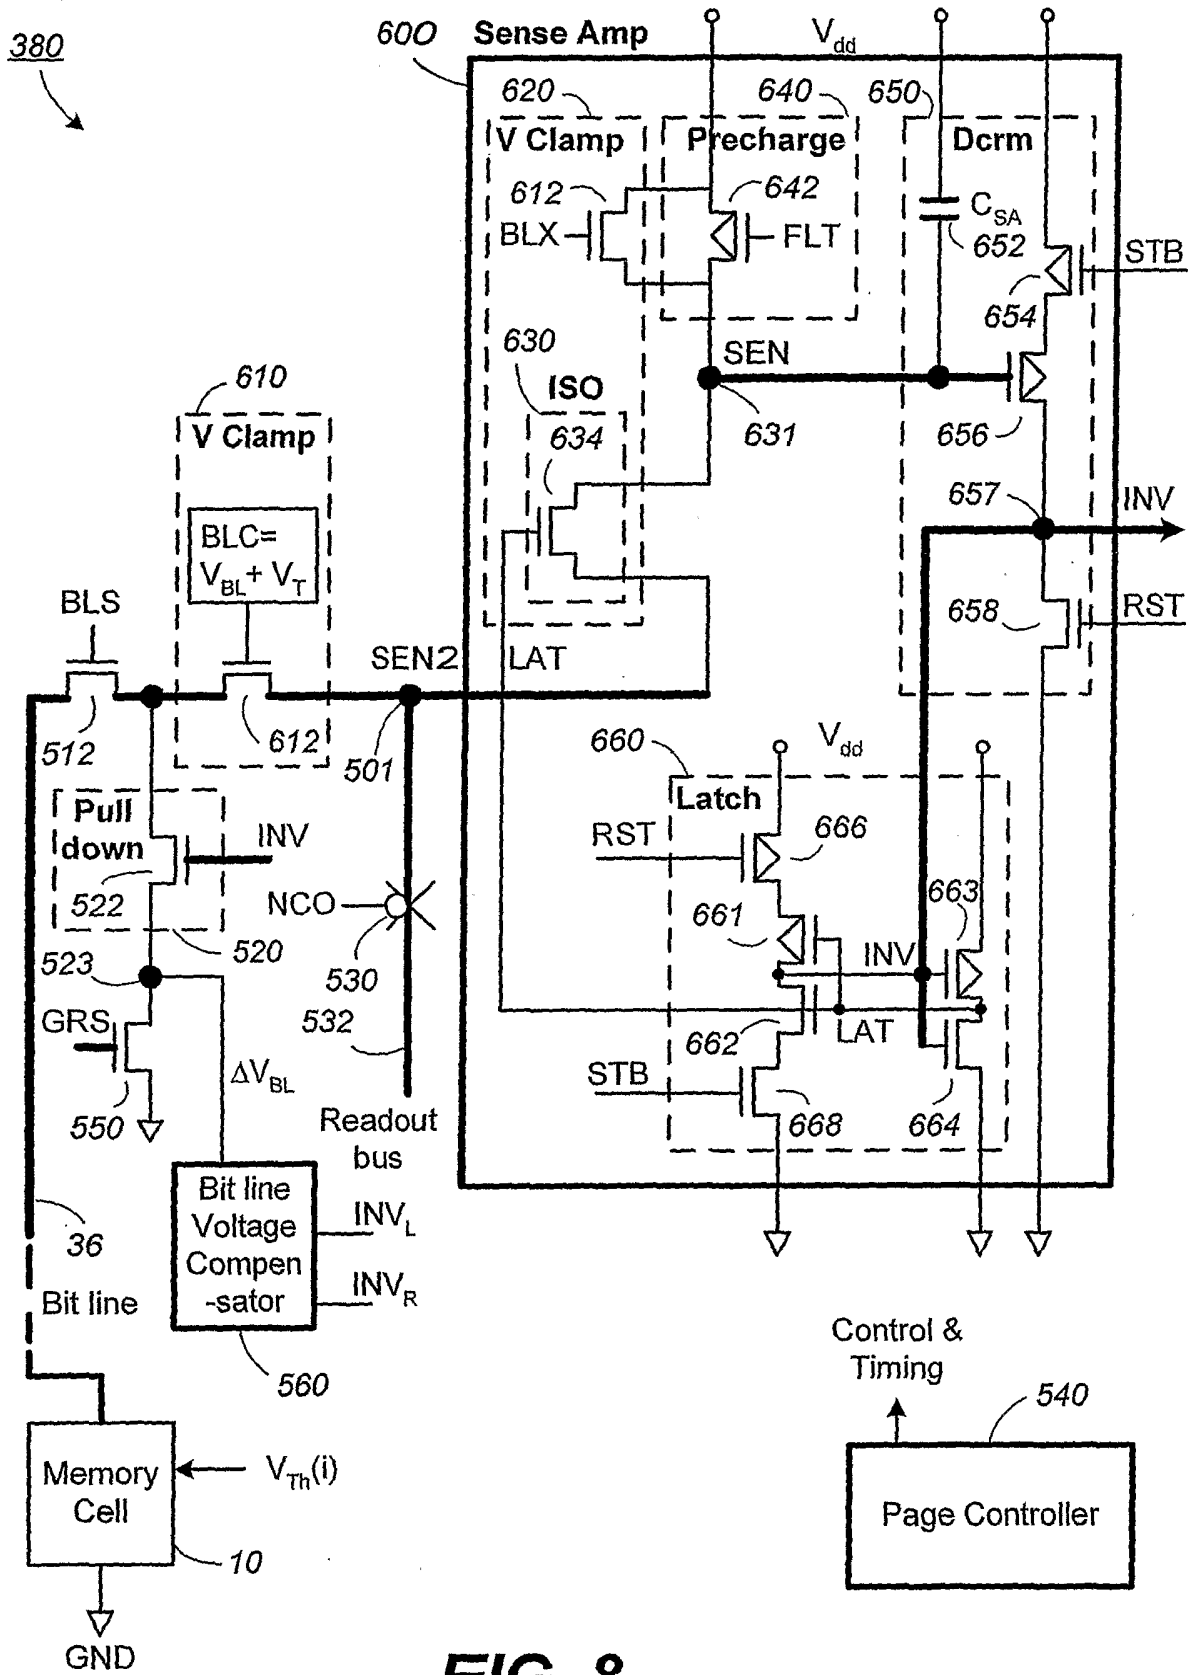 380
600 Sense Amp
Vdd
620
640
650
V Clamp
Precharge
Dcrm
612
642
BLX
FLT
CSA
652
STB
654
630
SEN
ISO
634
631
656
610
V Clamp
657
INV
BLC=
VBL+ VT
BLS
658
RST
SEN2
LAT
512
612
501
660
Vdd
Latch
Pull
down
INV
RST
666
522
NCO
661
663
520
530
INV
523
GRS
532
662
LAT
ΔVBL
STB
550
668
664
Readout
bus
Bit line
Voltage
Compen
-sator
INVL
36
INVR
Bit line
560
Control &
Timing
540
Memory
Cell
VTh(i)
Page Controller
10
GND
FIG. 8